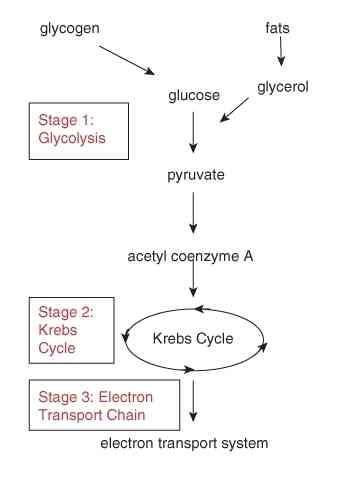 glycogen
fats
glucose
glycerol
Stage 1:
Glycolysis
pyruvate
acetyl coenzyme A
Stage 2:
Krebs
Cycle
Krebs Cycle
Stage 3: Electron
Transport Chain
electron transport system